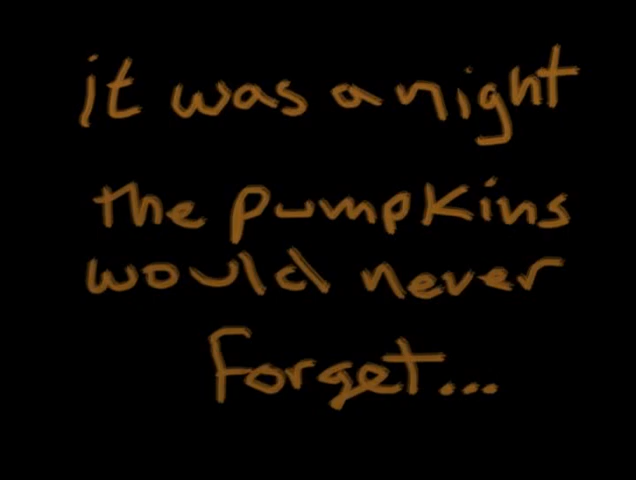 it was a night
the pumpkins
would never
forget...